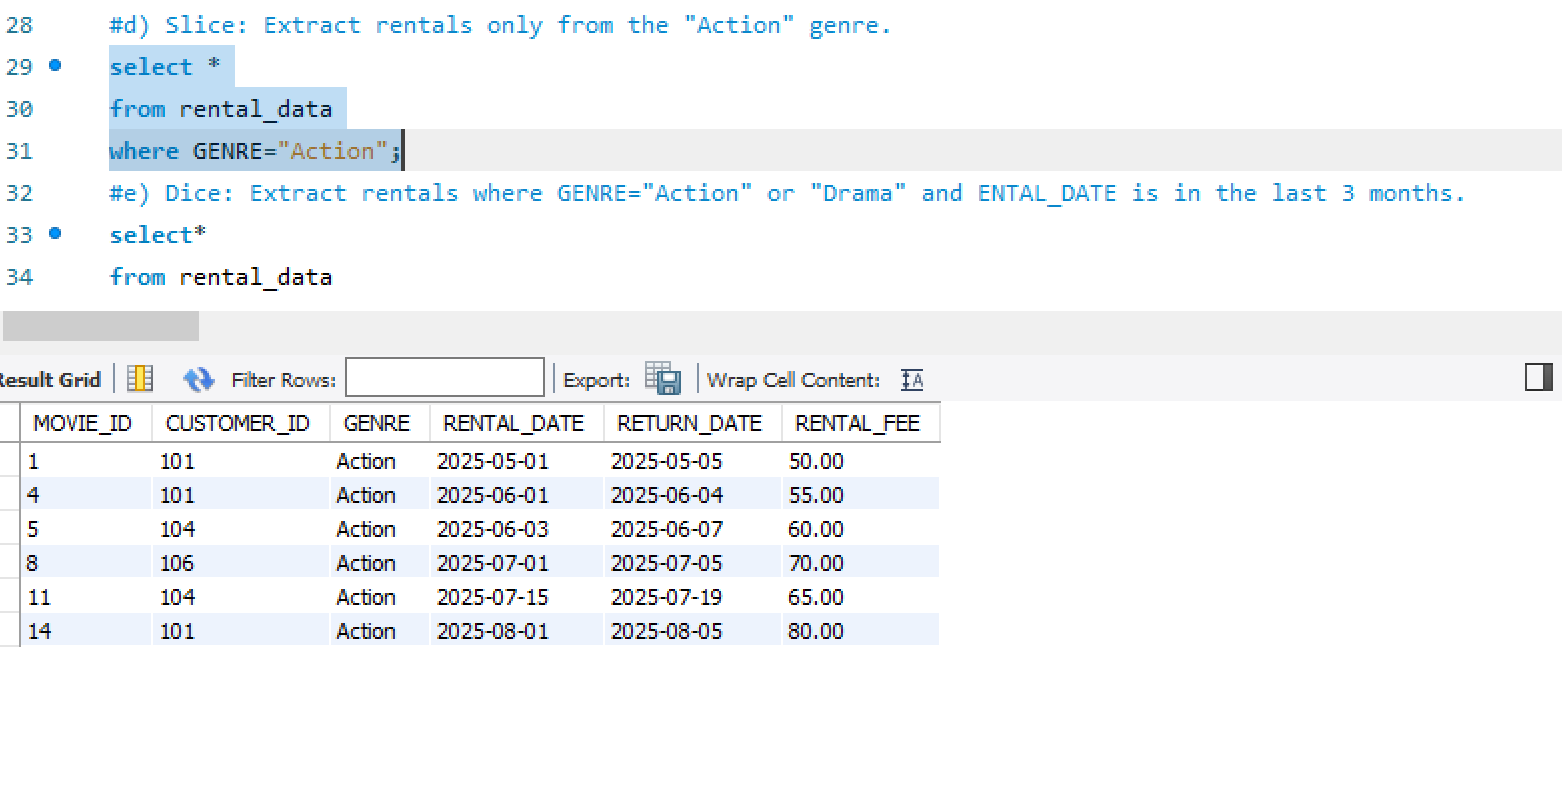 28 #d) Slice: Extract rentals only from the "Action" genre.
29 select *
30 from rental_data
31 where GENRE="Action";
32 #e) Dice: Extract rentals where GENRE="Action" or "Drama" and ENTAL_DATE is in the last 3 months.
33 select*
34 from rental_data
Result Grid Filter Rows: Export: Wrap Cell Content: IA
MOVIE_ID CUSTOMER_ID GENRE RENTAL_DATE RETURN_DATE RENTAL_FEE
1 101 Action 2025-05-01 2025-05-05 50.00
4 101 Action 2025-06-01 2025-06-04 55.00
5 104 Action 2025-06-03 2025-06-07 60.00
8 106 Action 2025-07-01 2025-07-05 70.00
11 104 Action 2025-07-15 2025-07-19 65.00
14 101 Action 2025-08-01 2025-08-05 80.00